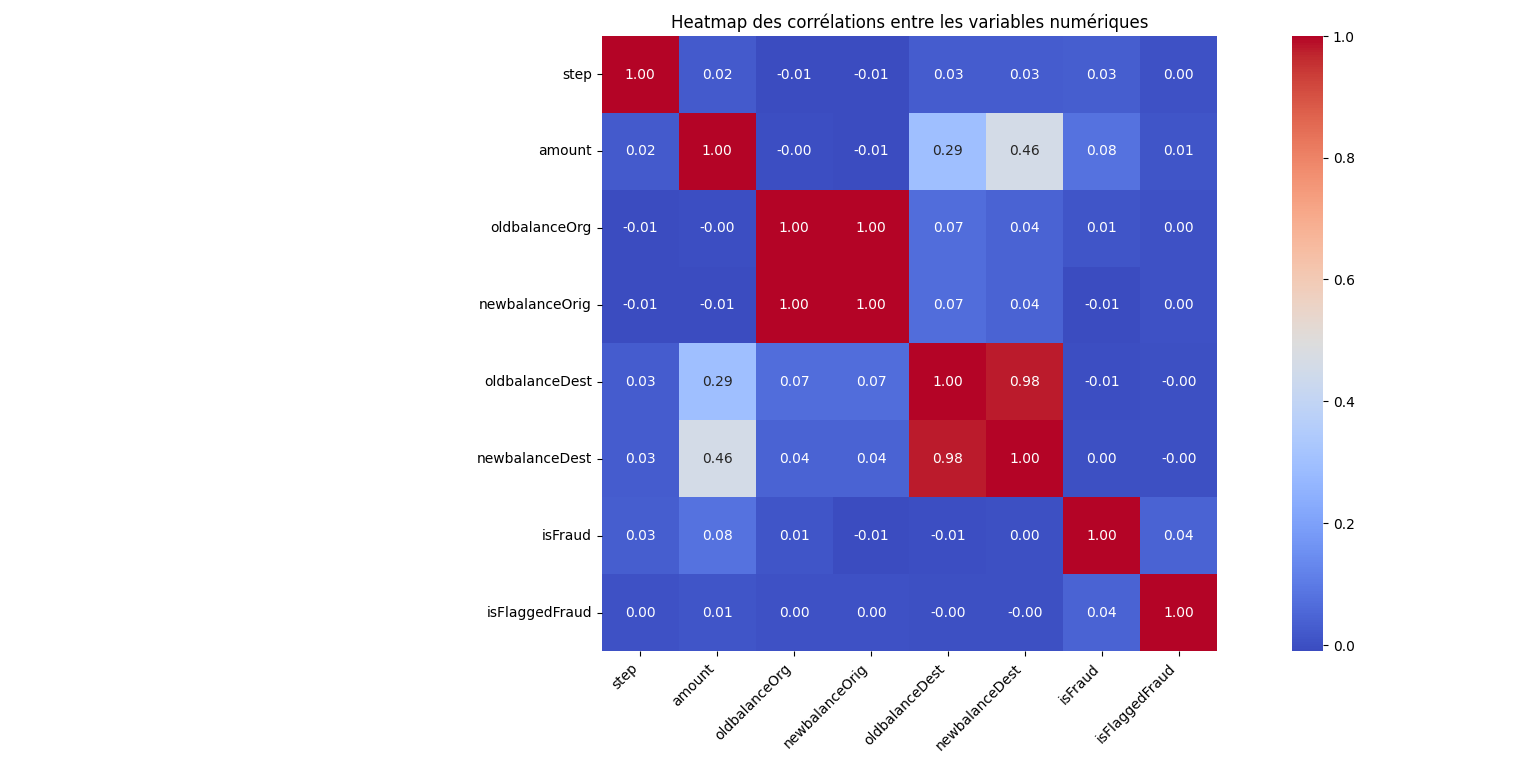 Heatmap des corrélations entre les variables numériques
step 1.00 0.02 -0.01 -0.01 0.03 0.03 0.03 0.00
amount 0.02 1.00 -0.00 -0.01 0.29 0.46 0.08 0.01
oldbalanceOrg -0.01 -0.00 1.00 1.00 0.07 0.04 0.01 0.00
newbalanceOrig -0.01 -0.01 1.00 1.00 0.07 0.04 -0.01 0.00
oldbalanceDest 0.03 0.29 0.07 0.07 1.00 0.98 -0.01 -0.00
newbalanceDest 0.03 0.46 0.04 0.04 0.98 1.00 0.00 -0.00
isFraud 0.03 0.08 0.01 -0.01 -0.01 0.00 1.00 0.04
isFlaggedFraud 0.00 0.01 0.00 0.00 -0.00 -0.00 0.04 1.00
step
amount
oldbalanceOrg
newbalanceOrig
oldbalanceDest
newbalanceDest
isFraud
isFlaggedFraud
1.0
0.8
0.6
0.4
0.2
0.0